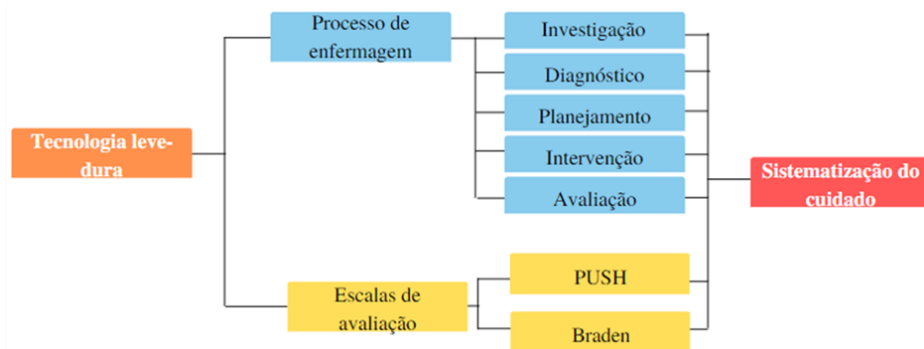 Processo de
enfermagem
Investigação
Diagnóstico
Planejamento
Intervenção
Avaliação
Tecnologia leve-
dura
Sistematização do
cuidado
Escalas de
avaliação
PUSH
Braden